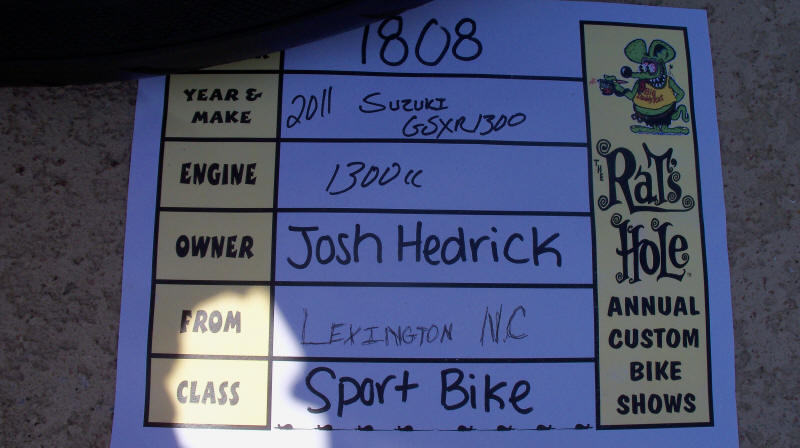 1808
YEAR &
MAKE
2011 SUZUKI
GSXR1300
ENGINE
1300cc
OWNER
Josh Hedrick
FROM
LEXINGTON N.C
CLASS
Sport Bike
THE
RAT'S
HOLE
ANNUAL
CUSTOM
BIKE
SHOWS